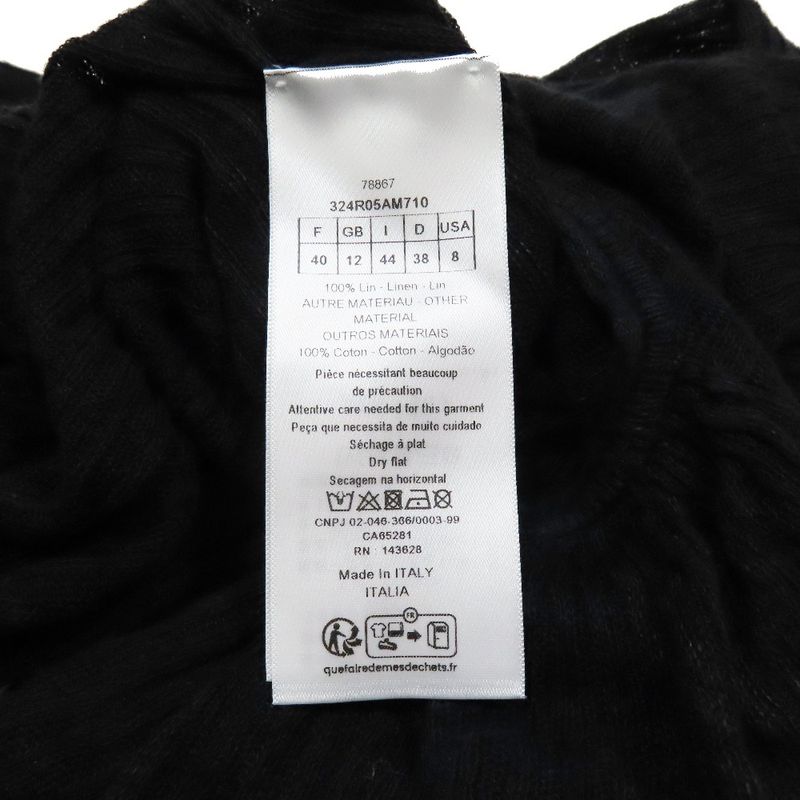 78867
324R05AM710
F GB I D USA
40 12 44 38 8
100% Lin - Linen - Lin
AUTRE MATERIAU - OTHER
MATERIAL
OUTROS MATERIAIS
100% Coton - Cotton - Algodão
Pièce nécessitant beaucoup
de précaution
Attentive care needed for this garment
Peça que necessita de muito cuidado
Séchage à plat
Dry flat
Secagem na horizontal
CNPJ 02-046-366/0003-99
CA65281
RN : 143628
Made in ITALY
ITALIA
FR
quefairedemesdechets.fr